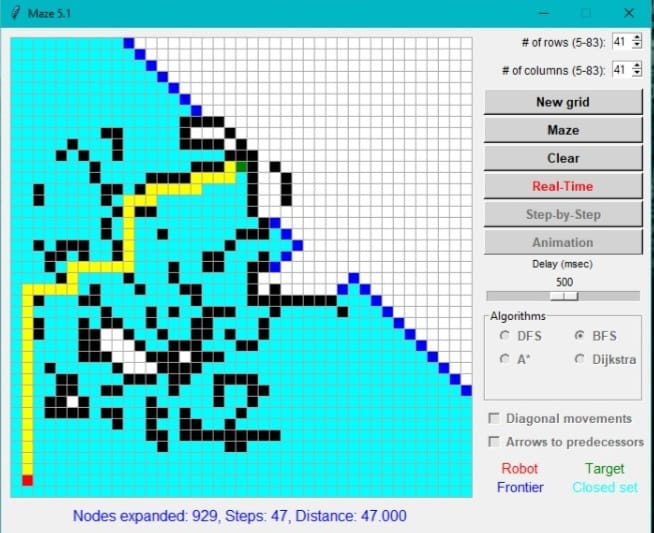 Maze 5.1
# of rows (5-83): 41
# of columns (5-83): 41
New grid
Maze
Clear
Real-Time
Step-by-Step
Animation
Delay (msec)
500
Algorithms
DFS BFS
A* Dijkstra
Diagonal movements
Arrows to predecessors
Robot Target
Frontier Closed set
Nodes expanded: 929, Steps: 47, Distance: 47.000